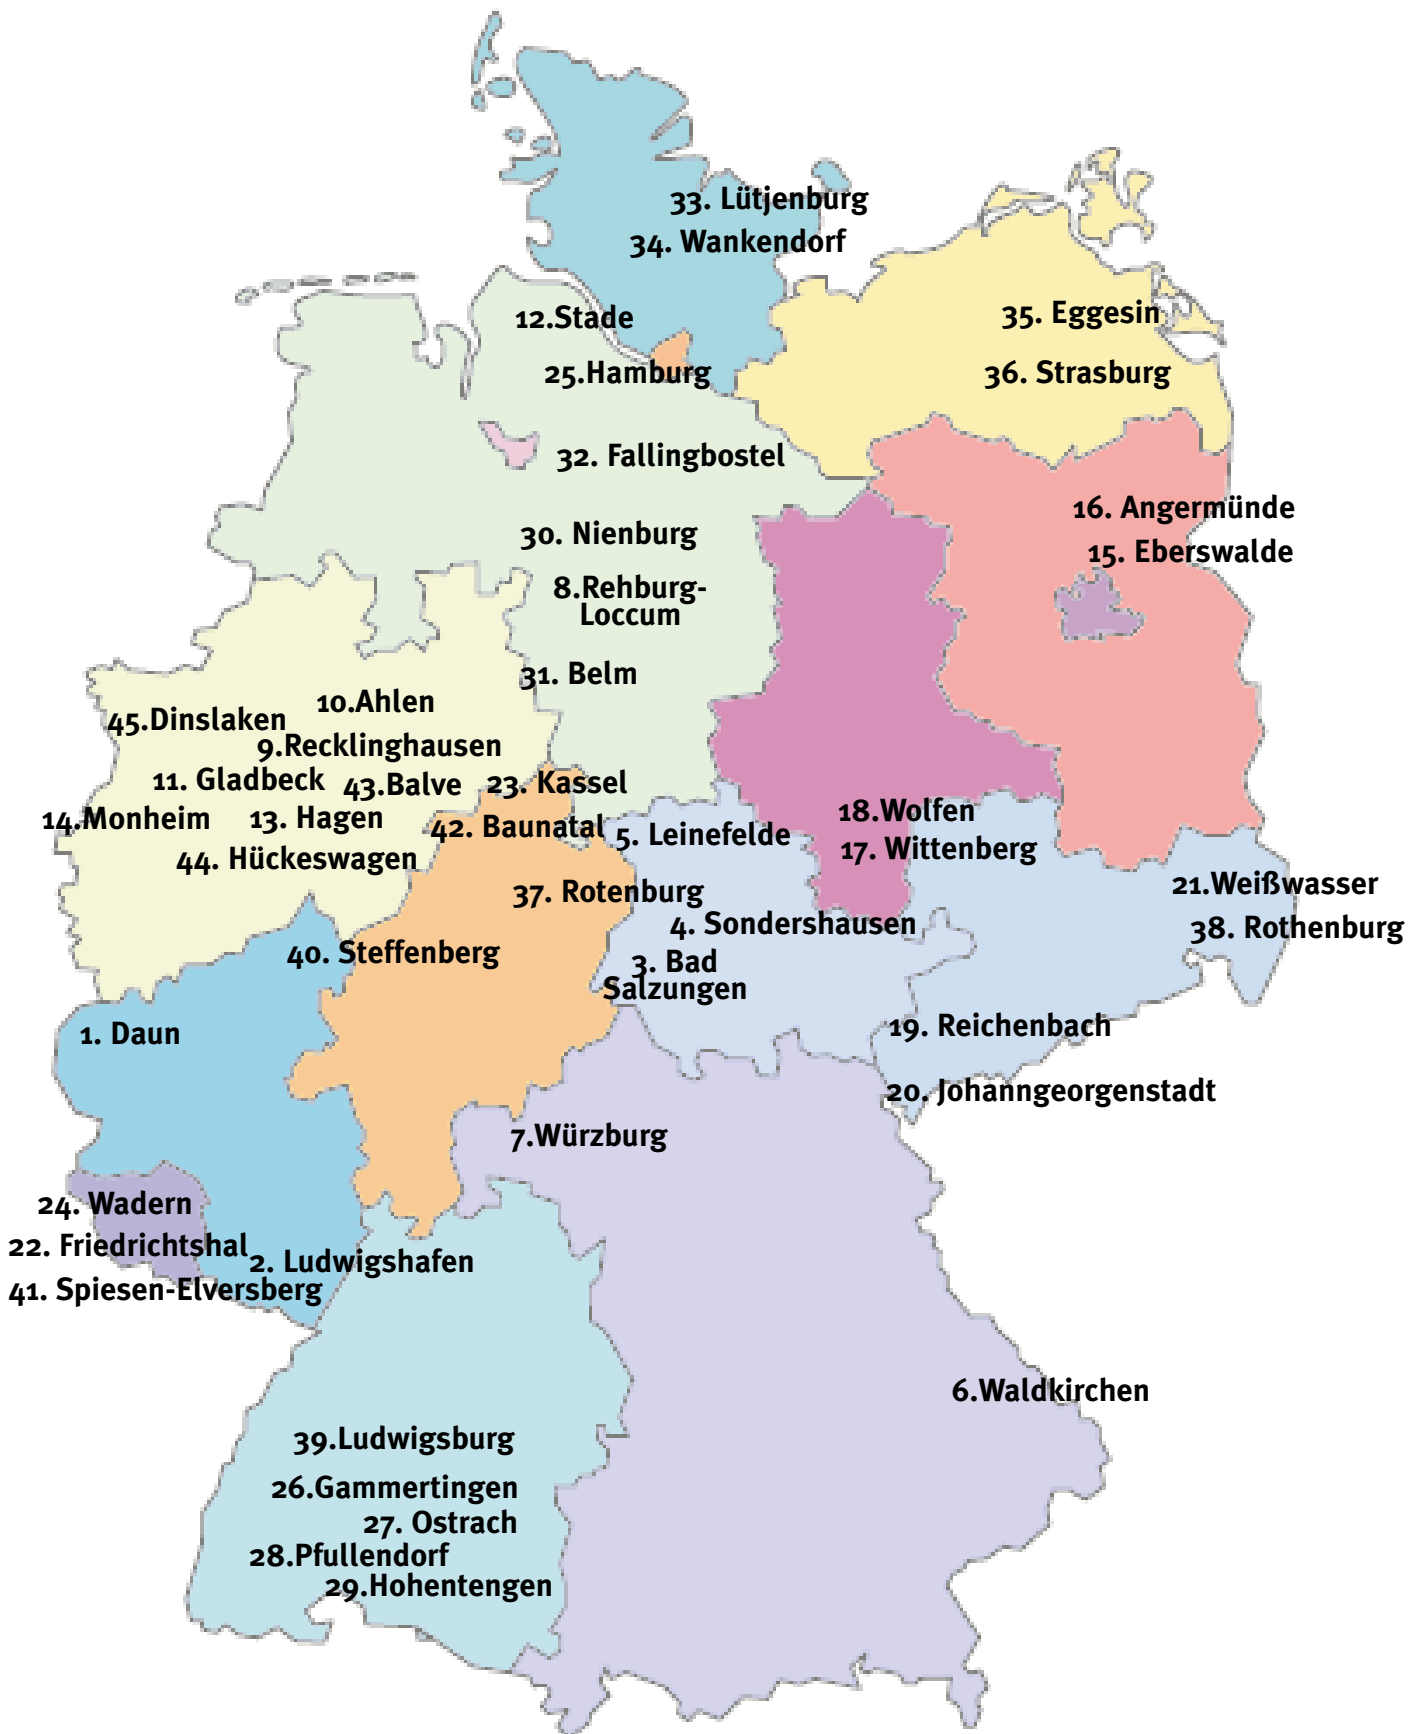 33. Lütjenburg
34. Wankendorf
12.Stade
35. Eggesin
25.Hamburg
36. Strasburg
32. Fallingbostel
16. Angermünde
30. Nienburg
15. Eberswalde
8.Rehburg-
Loccum
31. Belm
10.Ahlen
45.Dinslaken
9.Recklinghausen
11. Gladbeck
43.Balve
23. Kassel
14.Monheim
13. Hagen
42. Baunatal
5. Leinefelde
18.Wolfen
44. Hückeswagen
17. Wittenberg
37. Rotenburg
21.Weißwasser
4. Sondershausen
38. Rothenburg
40. Steffenberg
3. Bad
Salzungen
1. Daun
19. Reichenbach
20. Johanngeorgenstadt
7.Würzburg
24. Wadern
22. Friedrichtshal
2. Ludwigshafen
41. Spiesen-Elversberg
6.Waldkirchen
39.Ludwigsburg
26.Gammertingen
27. Ostrach
28.Pfullendorf
29.Hohentengen